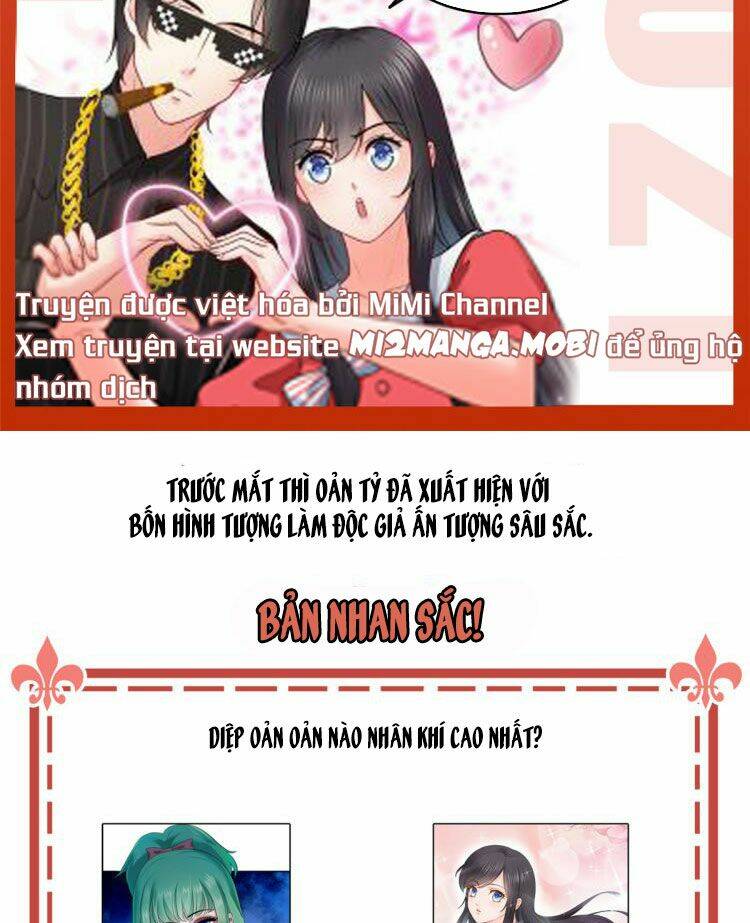 Truyện được việt hóa bởi MiMi Channel
Xem truyện tại website MI2MANGA.MOBI để ủng hộ
nhóm dịch
TRƯỚC MẮT THÌ OẢN TỶ ĐÃ XUẤT HIỆN VỚI
BỐN HÌNH TƯỢNG LÀM ĐỘC GIẢ ẤN TƯỢNG SÂU SẮC.
BẢN NHAN SẮC!
DIỆP OẢN OẢN NÀO NHÂN KHÍ CAO NHẤT?